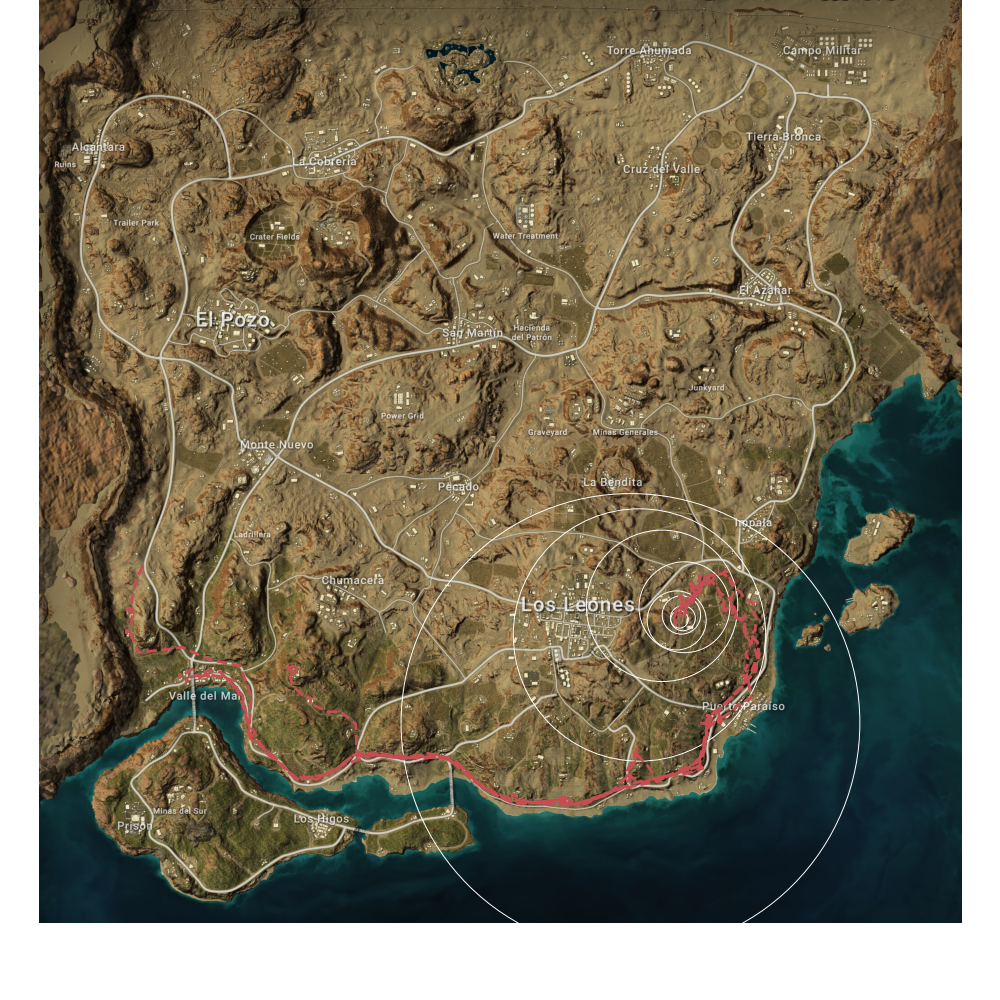 Torre Ahumada
Campo Militar
Tierra Bronca
Alcantara
Ruins
La Cobreria
Cruz del Valle
Trailer Park
Crater Fields
Water Treatment
El Azahar
El Pozo
San Martin
Hacienda
del Patrón
Junkyard
Power Grid
Graveyard
Minas Generales
Monte Nuevo
La Bendita
Pecado
Impala
Ladrillera
Chumacera
Los Leones
Valle del Mar
Puerto Paraiso
Minas del Sur
Prison
Los Higos